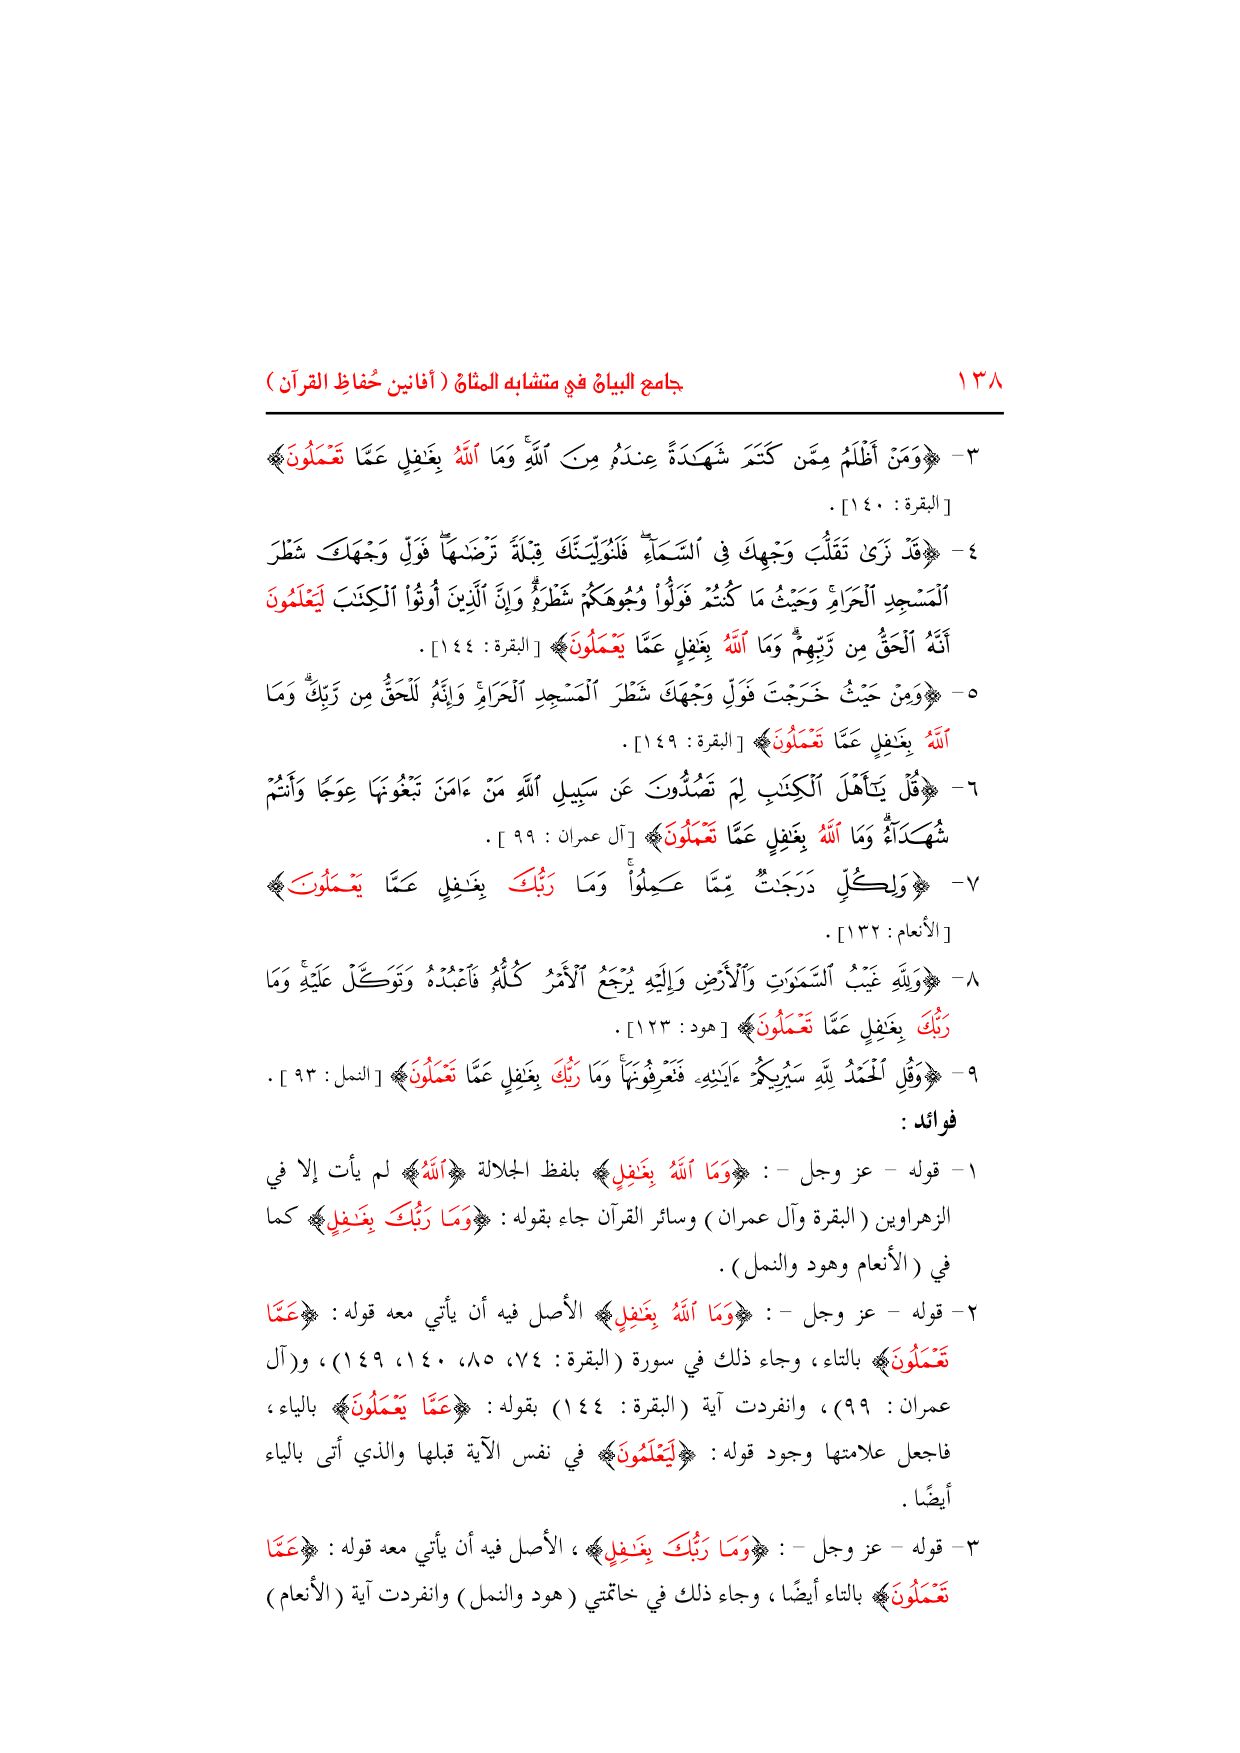 ١٣٨ جامع البيان في متشابه المثان ( أفانين حُفاظِ القرآن )
٣- ﴿وَمَنْ أَظْلَمُ مِمَّن كَتَمَ شَهَـٰدَةً عِندَهُۥ مِنَ ٱللَّهِۗ وَمَا ٱللَّهُ بِغَـٰفِلٍ عَمَّا تَعْمَلُونَ﴾
[البقرة : ١٤٠] .
٤- ﴿قَدْ نَرَىٰ تَقَلُّبَ وَجْهِكَ فِى ٱلسَّمَآءِۖ فَلَنُوَلِّيَنَّكَ قِبْلَةً تَرْضَىٰهَاۖ فَوَلِّ وَجْهَكَ شَطْرَ
ٱلْمَسْجِدِ ٱلْحَرَامِۚ وَحَيْثُ مَا كُنتُمْ فَوَلُّوا۟ وُجُوهَكُمْ شَطْرَهُۥۗ وَإِنَّ ٱلَّذِينَ أُوتُوا۟ ٱلْكِتَـٰبَ لَيَعْلَمُونَ
أَنَّهُ ٱلْحَقُّ مِن رَّبِّهِمْۗ وَمَا ٱللَّهُ بِغَـٰفِلٍ عَمَّا يَعْمَلُونَ﴾ [البقرة : ١٤٤] .
٥- ﴿وَمِنْ حَيْثُ خَرَجْتَ فَوَلِّ وَجْهَكَ شَطْرَ ٱلْمَسْجِدِ ٱلْحَرَامِۖ وَإِنَّهُۥ لَلْحَقُّ مِن رَّبِّكَۗ وَمَا
ٱللَّهُ بِغَـٰفِلٍ عَمَّا تَعْمَلُونَ﴾ [البقرة : ١٤٩] .
٦- ﴿قُلْ يَـٰٓأَهْلَ ٱلْكِتَـٰبِ لِمَ تَصُدُّونَ عَن سَبِيلِ ٱللَّهِ مَنْ ءَامَنَ تَبْغُونَهَا عِوَجًا وَأَنتُمْ
شُهَدَآءُۗ وَمَا ٱللَّهُ بِغَـٰفِلٍ عَمَّا تَعْمَلُونَ﴾ [آل عمران : ٩٩ ] .
٧- ﴿وَلِكُلٍّ دَرَجَـٰتٌ مِّمَّا عَمِلُوا۟ۚ وَمَا رَبُّكَ بِغَـٰفِلٍ عَمَّا يَعْمَلُونَ﴾
[الأنعام : ١٣٢] .
٨- ﴿وَلِلَّهِ غَيْبُ ٱلسَّمَـٰوَٰتِ وَٱلْأَرْضِ وَإِلَيْهِ يُرْجَعُ ٱلْأَمْرُ كُلُّهُۥ فَٱعْبُدْهُ وَتَوَكَّلْ عَلَيْهِۚ وَمَا
رَبُّكَ بِغَـٰفِلٍ عَمَّا تَعْمَلُونَ﴾ [هود : ١٢٣] .
٩- ﴿وَقُلِ ٱلْحَمْدُ لِلَّهِ سَيُرِيكُمْ ءَايَـٰتِهِۦ فَتَعْرِفُونَهَاۚ وَمَا رَبُّكَ بِغَـٰفِلٍ عَمَّا تَعْمَلُونَ﴾ [النمل : ٩٣ ] .
فوائد :
١- قوله - عز وجل - : ﴿وَمَا ٱللَّهُ بِغَـٰفِلٍ﴾ بلفظ الجلالة ﴿ٱللَّهُ﴾ لم يأت إلا في
الزهراوين (البقرة وآل عمران) وسائر القرآن جاء بقوله : ﴿وَمَا رَبُّكَ بِغَـٰفِلٍ﴾ كما
في (الأنعام وهود والنمل) .
٢- قوله - عز وجل - : ﴿وَمَا ٱللَّهُ بِغَـٰفِلٍ﴾ الأصل فيه أن يأتي معه قوله : ﴿عَمَّا
تَعْمَلُونَ﴾ بالتاء ، وجاء ذلك في سورة (البقرة : ٧٤، ٨٥، ١٤٠، ١٤٩) ، و(آل
عمران : ٩٩) ، وانفردت آية (البقرة : ١٤٤) بقوله : ﴿عَمَّا يَعْمَلُونَ﴾ بالياء ،
فاجعل علامتها وجود قوله : ﴿لَيَعْلَمُونَ﴾ في نفس الآية قبلها والذي أتى بالياء
أيضًا .
٣- قوله - عز وجل - : ﴿وَمَا رَبُّكَ بِغَـٰفِلٍ﴾ ، الأصل فيه أن يأتي معه قوله : ﴿عَمَّا
تَعْمَلُونَ﴾ بالتاء أيضًا ، وجاء ذلك في خاتمتي (هود والنمل) وانفردت آية (الأنعام)